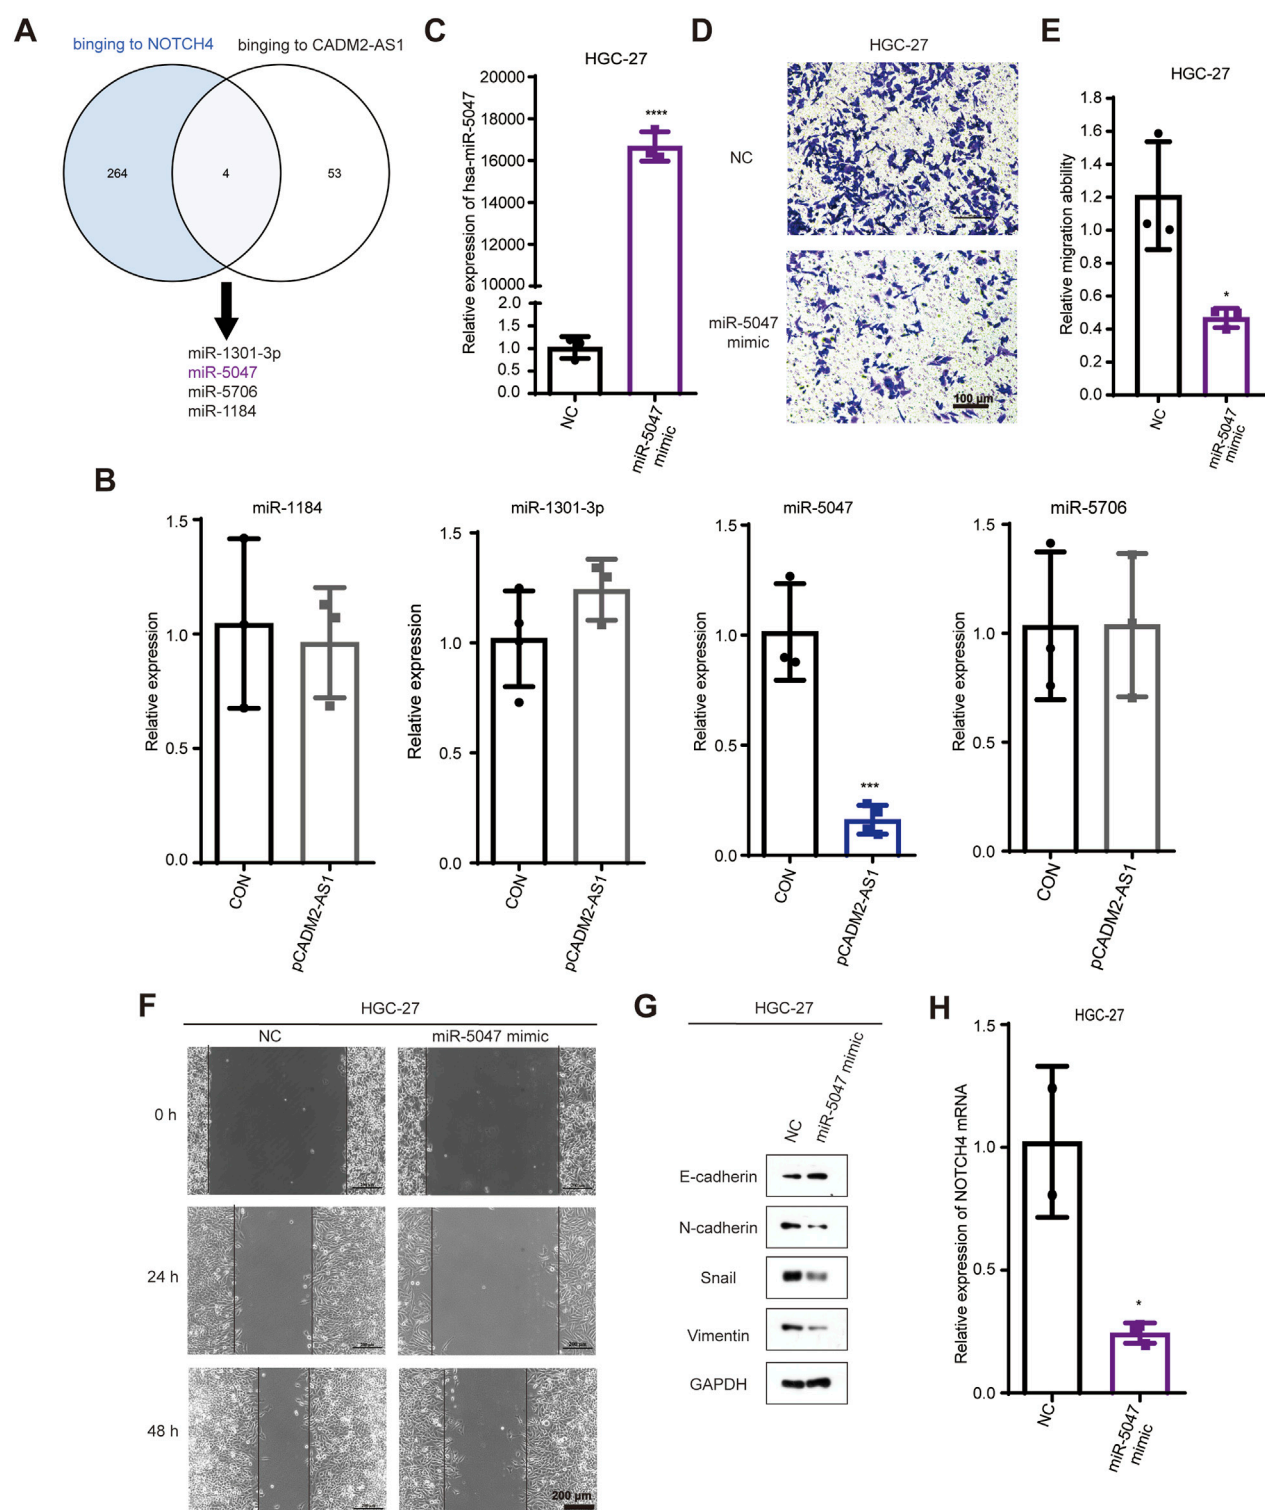 A
binging to NOTCH4
binging to CADM2-AS1
264
4
53
miR-1301-3p
miR-5047
miR-5706
miR-1184
C
HGC-27
Relative expression of hsa-miR-5047
20000
18000
16000
14000
12000
10000
2.0
1.5
1.0
0.5
0.0
****
NC
miR-5047
mimic
D
HGC-27
NC
miR-5047
mimic
100 μm
E
HGC-27
Relative migration abbility
1.8
1.6
1.4
1.2
1.0
0.8
0.6
0.4
0.2
0.0
*
NC
miR-5047
mimic
B
miR-1184
Relative expression
1.5
1.0
0.5
0.0
CON
pCADM2-AS1
miR-1301-3p
Relative expression
1.5
1.0
0.5
0.0
CON
pCADM2-AS1
miR-5047
Relative expression
1.5
1.0
0.5
0.0
***
CON
pCADM2-AS1
miR-5706
Relative expression
1.5
1.0
0.5
0.0
CON
pCADM2-AS1
F
HGC-27
NC
miR-5047 mimic
0 h
24 h
48 h
200 μm
G
HGC-27
NC
miR-5047 mimic
E-cadherin
N-cadherin
Snail
Vimentin
GAPDH
H
HGC-27
Relative expression of NOTCH4 mRNA
1.5
1.0
0.5
0.0
*
NC
miR-5047
mimic